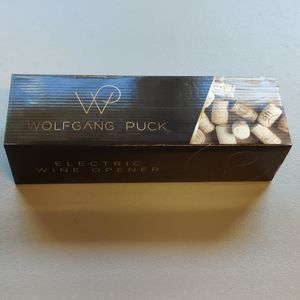 WP
WOLFGANG PUCK
ELECTRIC
WINE OPENER